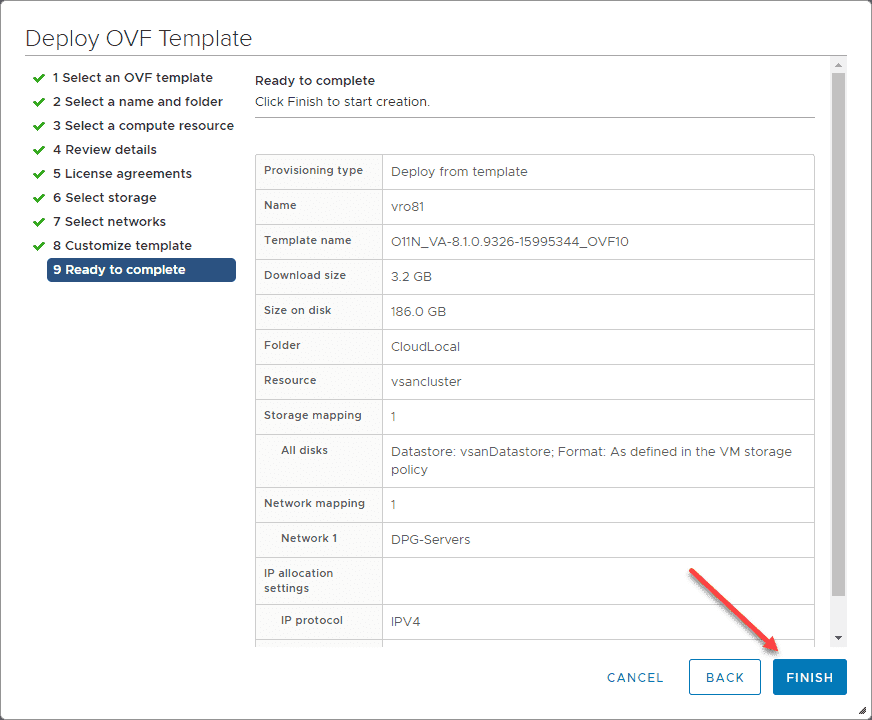 Deploy OVF Template
1 Select an OVF template
2 Select a name and folder
3 Select a compute resource
4 Review details
5 License agreements
6 Select storage
7 Select networks
8 Customize template
9 Ready to complete
Ready to complete
Click Finish to start creation.
Provisioning type Deploy from template
Name vro81
Template name O11N_VA-8.1.0.9326-15995344_OVF10
Download size 3.2 GB
Size on disk 186.0 GB
Folder CloudLocal
Resource vsancluster
Storage mapping 1
All disks Datastore: vsanDatastore; Format: As defined in the VM storage
policy
Network mapping 1
Network 1 DPG-Servers
IP allocation
settings
IP protocol IPV4
CANCEL BACK FINISH